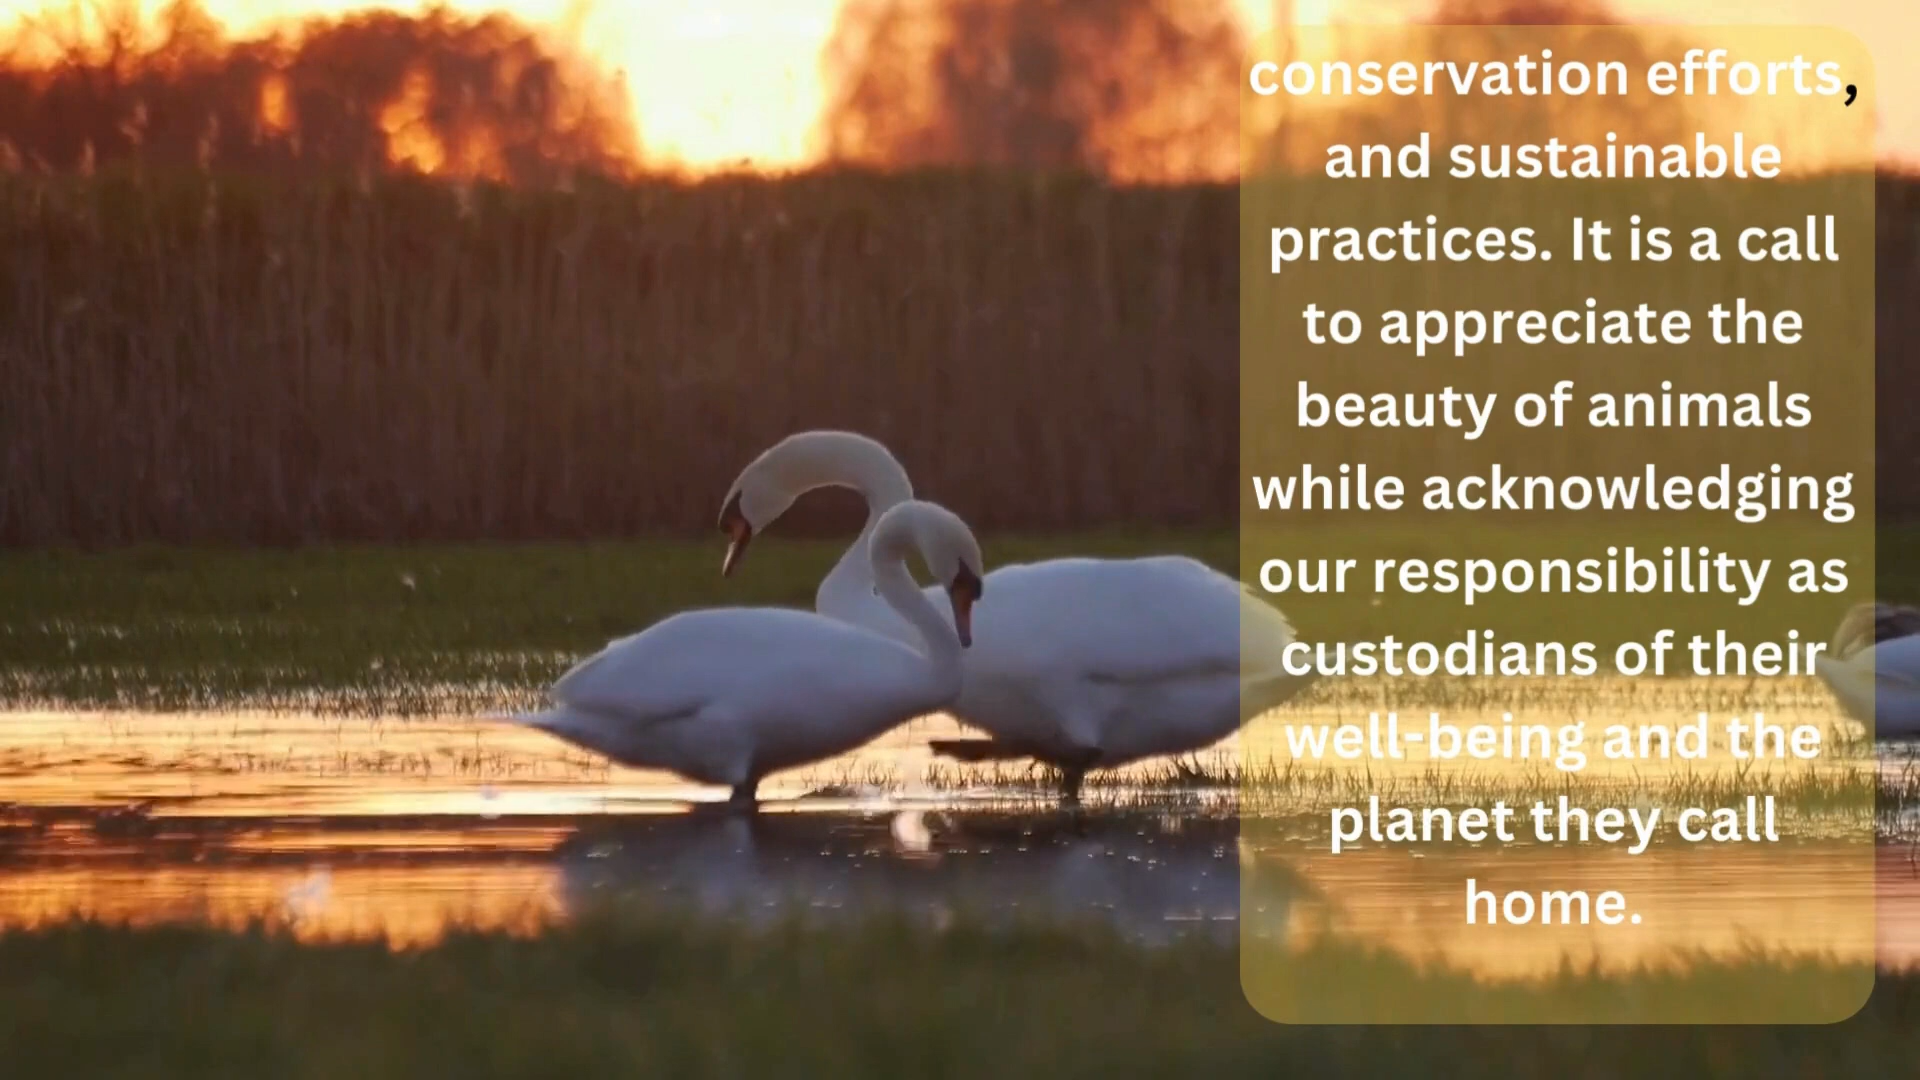 conservation efforts,
and sustainable
practices. It is a call
to appreciate the
beauty of animals
while acknowledging
our responsibility as
custodians of their
well-being and the
planet they call
home.